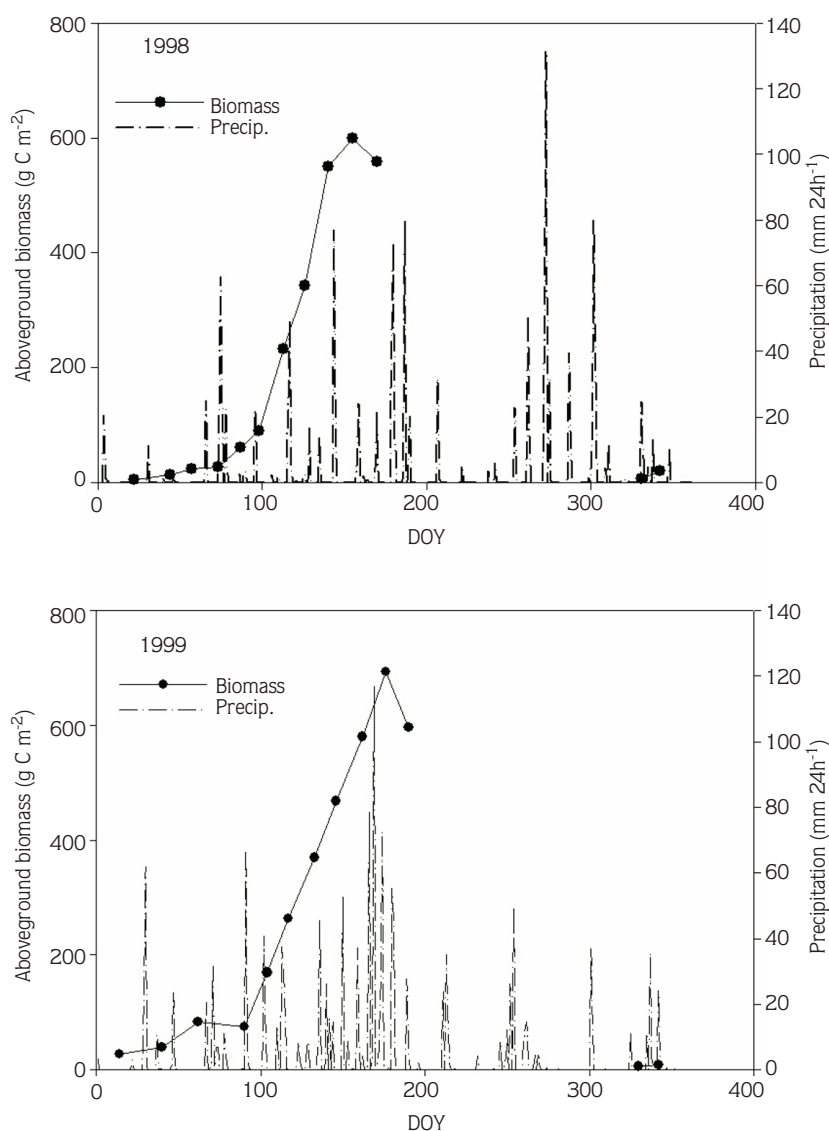 800
600
400
200
0
Aboveground biomass (g C m⁻²)
1998
Biomass
Precip.
140
120
100
80
60
40
20
0
Precipitation (mm 24h⁻¹)
0 100 200 300 400
DOY
800
600
400
200
0
Aboveground biomass (g C m⁻²)
1999
Biomass
Precip.
140
120
100
80
60
40
20
0
Precipitation (mm 24h⁻¹)
0 100 200 300 400
DOY